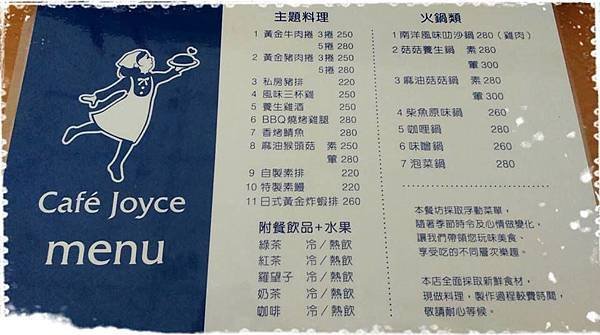 Café Joyce
menu
主題料理
1 黃金牛肉捲 3捲 250
5捲 280
2 黃金豬肉捲 3捲 250
5捲 280
3 私房豬排 220
4 風味三杯雞 250
5 養生雞酒 250
6 BBQ燒烤雞腿 280
7 香烤鯖魚 280
8 麻油猴頭菇 素 250
葷 280
9 自製素排 220
10 特製素鰻 220
11 日式黃金炸蝦排 260
附餐飲品+水果
綠茶 冷/熱飲
紅茶 冷/熱飲
羅望子 冷/熱飲
奶茶 冷/熱飲
咖啡 冷/熱飲
火鍋類
1 南洋風味叻沙鍋 280(雞肉)
2 菇菇養生鍋 素 280
葷 300
3 麻油菇菇鍋 素 280
葷 300
4 柴魚原味鍋 260
5 咖哩鍋 280
6 味噌鍋 260
7 泡菜鍋 280
本餐坊採取浮動菜單，
隨著季節時令及心情做變化，
讓我們帶領您玩味美食、
享受吃的不同層次樂趣。
本店全面採取新鮮食材，
現做料理，製作過程較費時間，
敬請耐心等候。